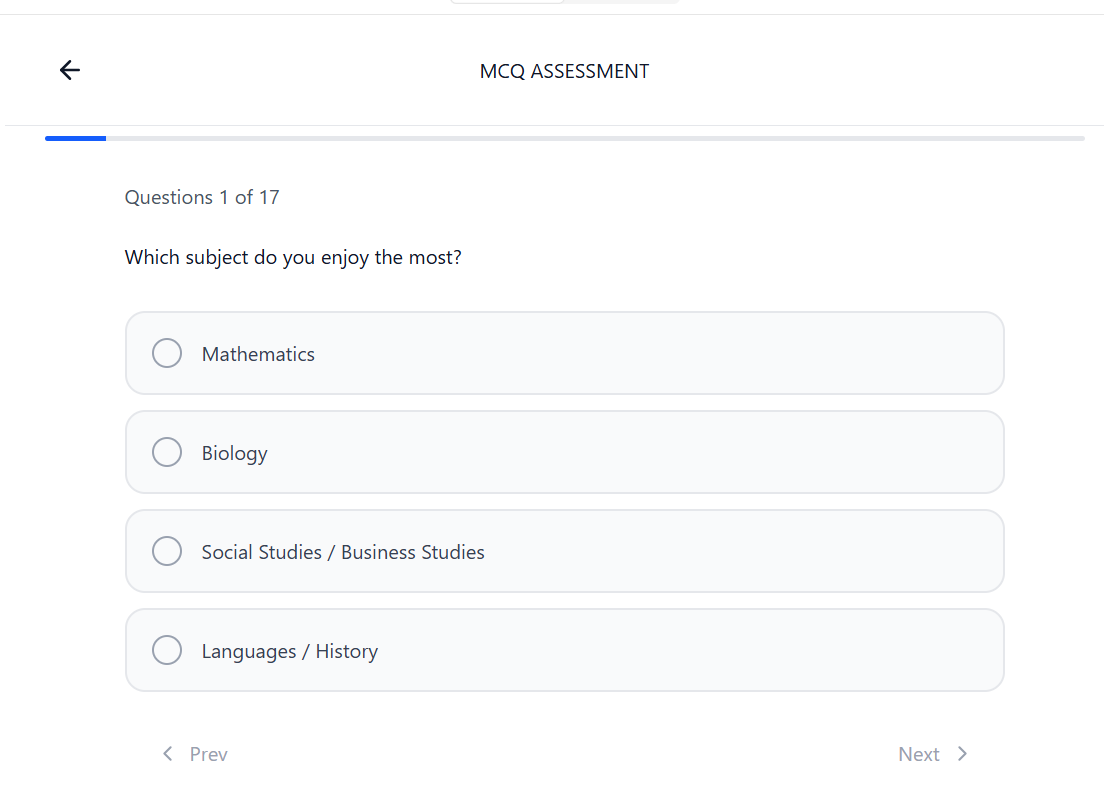 MCQ ASSESSMENT
Questions 1 of 17
Which subject do you enjoy the most?
Mathematics
Biology
Social Studies / Business Studies
Languages / History
Prev
Next